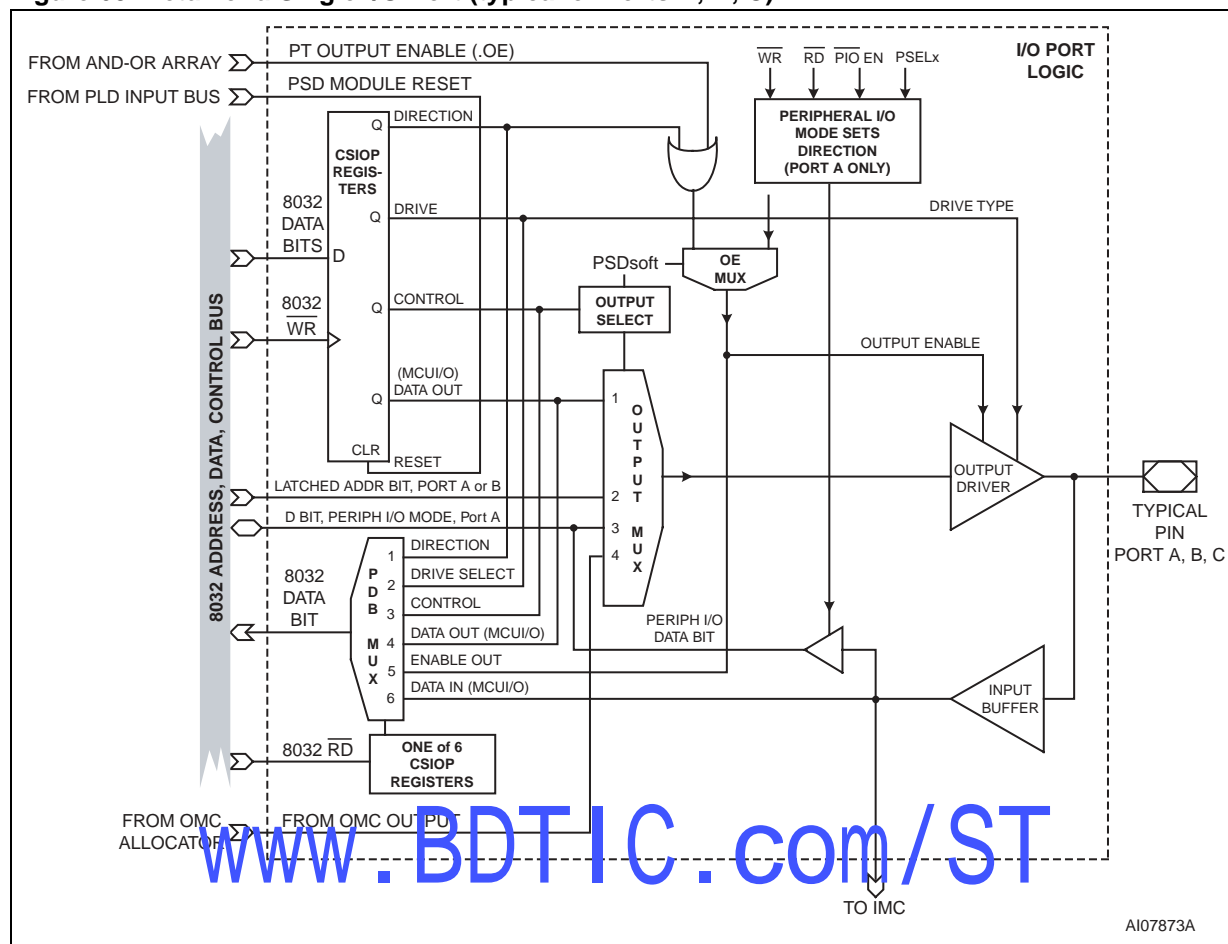 FROM AND-OR ARRAY
FROM PLD INPUT BUS
PT OUTPUT ENABLE (.OE)
PSD MODULE RESET
WR
RD
PIO EN
PSELx
I/O PORT
LOGIC
PERIPHERAL I/O
MODE SETS
DIRECTION
(PORT A ONLY)
8032 ADDRESS, DATA, CONTROL BUS
8032
DATA
BITS
8032
WR
CSIOP
REGIS-
TERS
D
CLR
Q
DIRECTION
Q
DRIVE
Q
CONTROL
Q
(MCUI/O)
DATA OUT
RESET
DRIVE TYPE
PSDsoft
OE
MUX
OUTPUT
SELECT
OUTPUT ENABLE
OUTPUT MUX
1
2
3
4
LATCHED ADDR BIT, PORT A or B
D BIT, PERIPH I/O MODE, Port A
OUTPUT
DRIVER
TYPICAL
PIN
PORT A, B, C
8032
DATA
BIT
PDB MUX
1
DIRECTION
2
DRIVE SELECT
3
CONTROL
4
DATA OUT (MCUI/O)
5
ENABLE OUT
6
DATA IN (MCUI/O)
PERIPH I/O
DATA BIT
INPUT
BUFFER
8032 RD
ONE of 6
CSIOP
REGISTERS
FROM OMC
ALLOCATOR
FROM OMC OUTPUT
www.BDTIC.com/ST
TO IMC
AI07873A